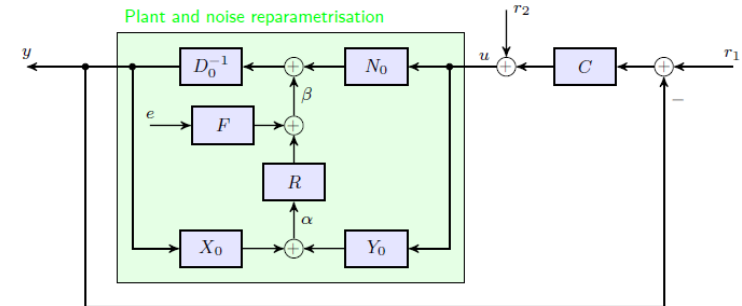 Plant and noise reparametrisation
r₂
y
D₀⁻¹
N₀
u
C
r₁
β
e
F
−
R
α
X₀
Y₀